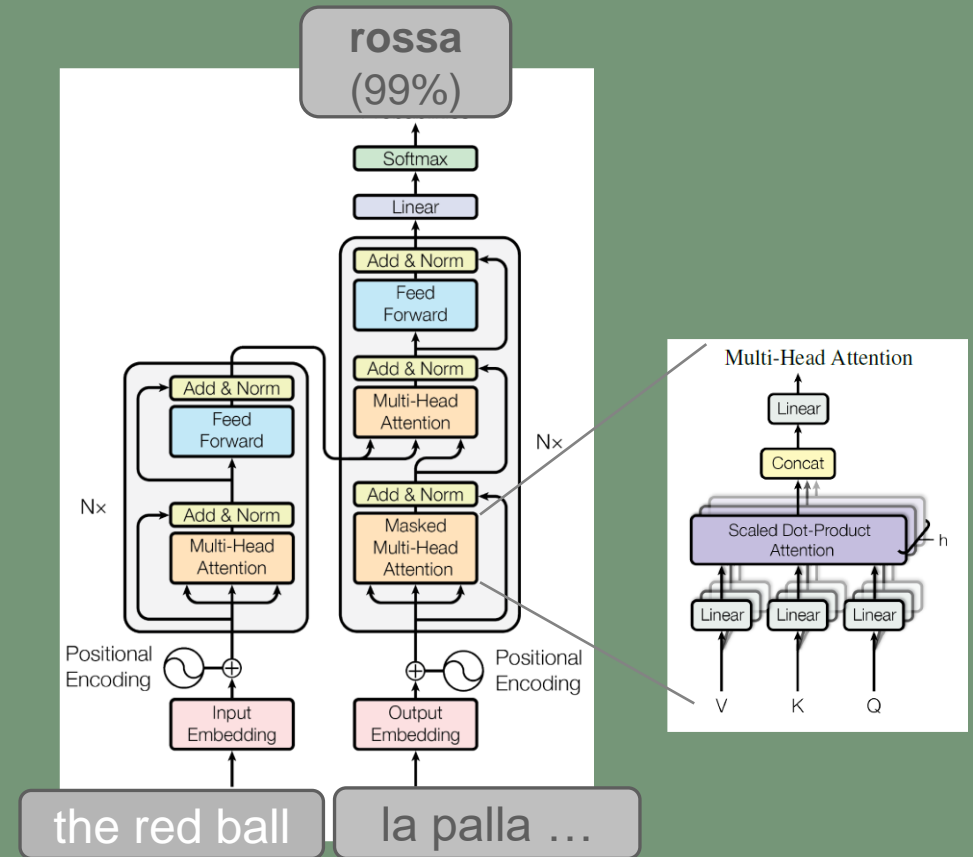 rossa
(99%)
Softmax
Linear
Add & Norm
Feed
Forward
Add & Norm
Multi-Head
Attention
Nx
Add & Norm
Masked
Multi-Head
Attention
Add & Norm
Feed
Forward
Nx
Add & Norm
Multi-Head
Attention
Positional
Encoding
Positional
Encoding
Input
Embedding
Output
Embedding
the red ball
la palla …
Multi-Head Attention
Linear
Concat
Scaled Dot-Product
Attention
h
Linear
Linear
Linear
V
K
Q